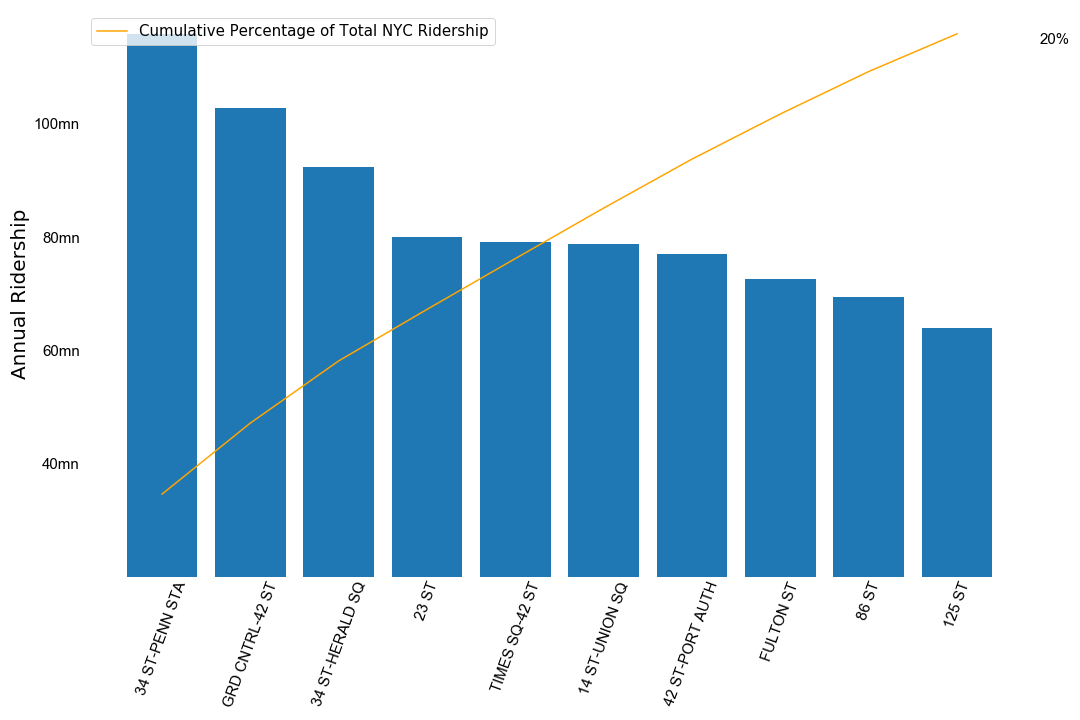 Cumulative Percentage of Total NYC Ridership
20%
100mn
80mn
60mn
40mn
Annual Ridership
34 ST-PENN STA
GRD CNTRL-42 ST
34 ST-HERALD SQ
23 ST
TIMES SQ-42 ST
14 ST-UNION SQ
42 ST-PORT AUTH
FULTON ST
86 ST
125 ST